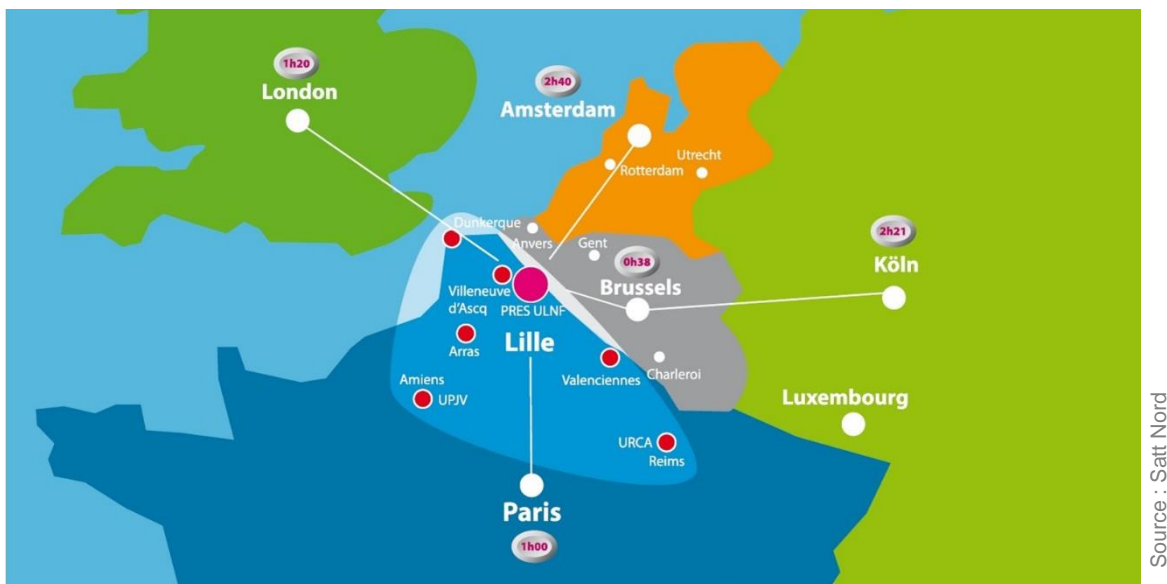 1h20
London
2h40
Amsterdam
Utrecht
Rotterdam
2h21
Köln
Dunkerque
Anvers
Gent
0h38
Brussels
Villeneuve
d'Ascq
PRES ULNF
Lille
Arras
Valenciennes
Charleroi
Amiens
UPJV
Luxembourg
URCA
Reims
Paris
1h00
Source : Satt Nord